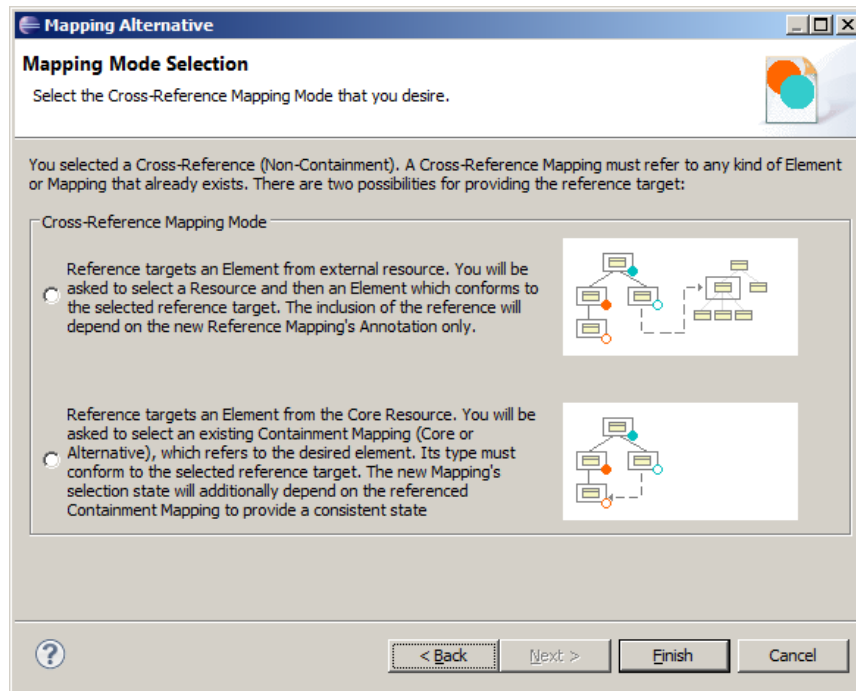 Mapping Alternative
Mapping Mode Selection
Select the Cross-Reference Mapping Mode that you desire.
You selected a Cross-Reference (Non-Containment). A Cross-Reference Mapping must refer to any kind of Element
or Mapping that already exists. There are two possibilities for providing the reference target:
Cross-Reference Mapping Mode
Reference targets an Element from external resource. You will be
asked to select a Resource and then an Element which conforms to
the selected reference target. The inclusion of the reference will
depend on the new Reference Mapping's Annotation only.
Reference targets an Element from the Core Resource. You will be
asked to select an existing Containment Mapping (Core or
Alternative), which refers to the desired element. Its type must
conform to the selected reference target. The new Mapping's
selection state will additionally depend on the referenced
Containment Mapping to provide a consistent state
? < Back Next > Finish Cancel